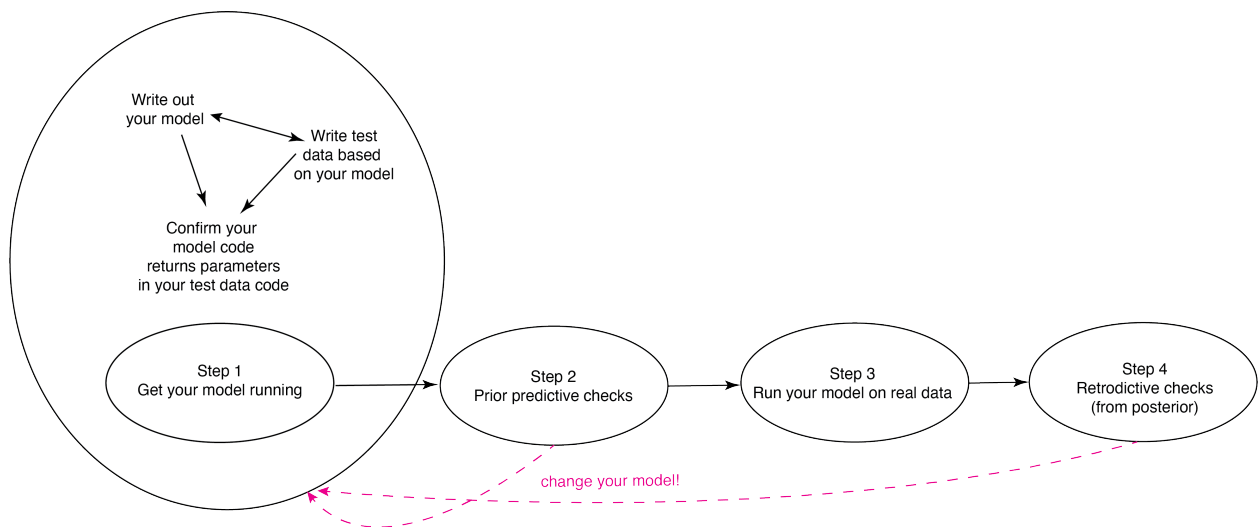 Write out
your model
Write test
data based
on your model
Confirm your
model code
returns parameters
in your test data code
Step 1
Get your model running
Step 2
Prior predictive checks
Step 3
Run your model on real data
Step 4
Retrodictive checks
(from posterior)
change your model!